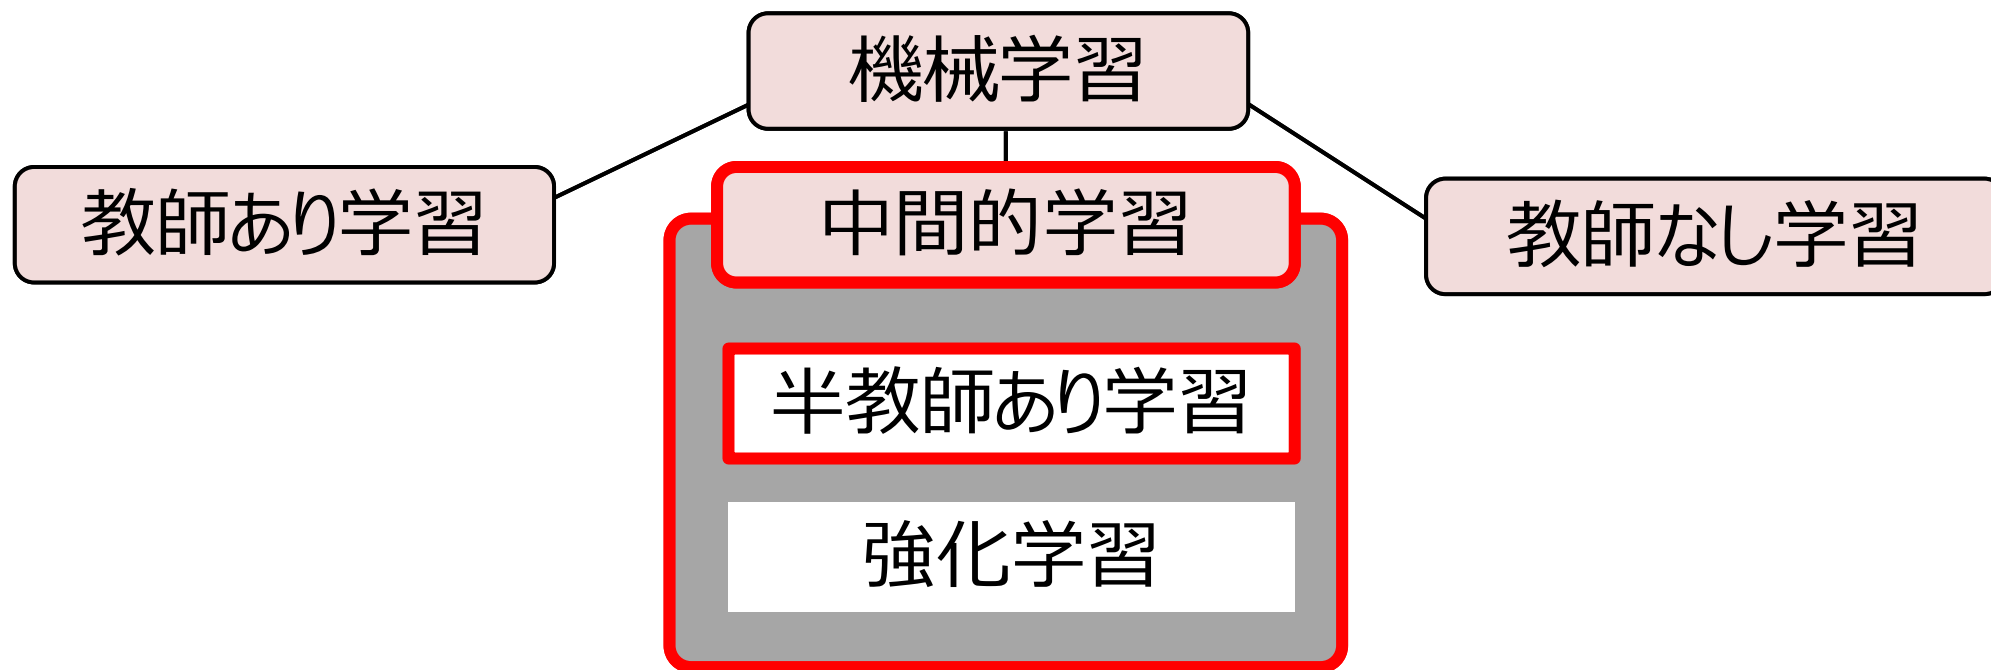 機械学習
教師あり学習
中間的学習
教師なし学習
半教師あり学習
強化学習